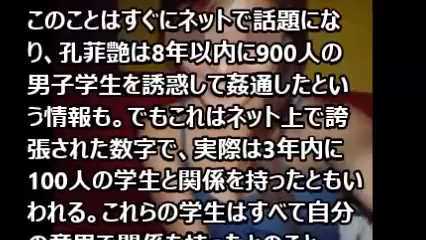 このことはすぐにネットで話題にな
り、孔菲艶は8年以内に900人の
男子学生を誘惑して姦通したとい
う情報も。でもこれはネット上で誇
張された数字で、実際は3年内に
100人の学生と関係を持ったともい
われる。これらの学生はすべて自分